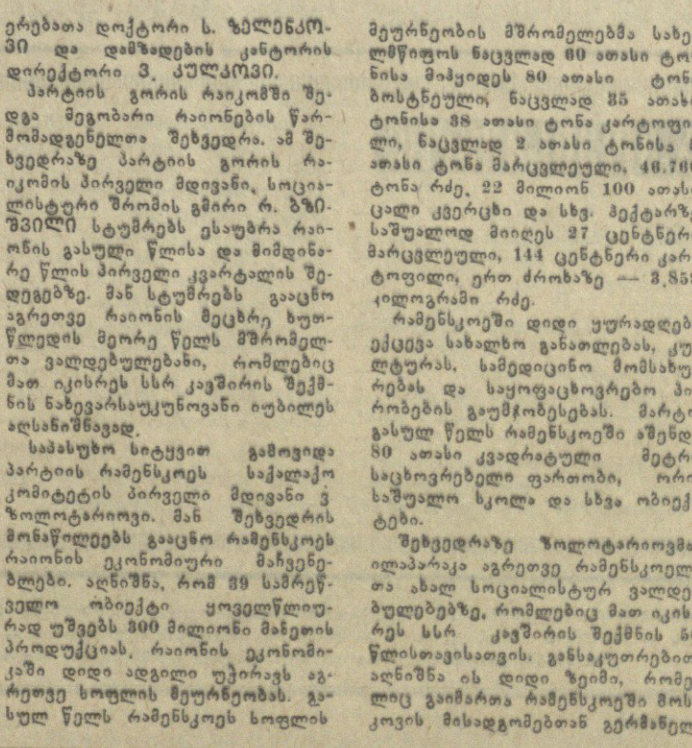 ერებათა დოქტორი ს. ზელენკო-
ვი და დამზადების კანტორის
დირექტორი ვ. კულკოვი.
პარტიის გორის რაიკომში შე-
დგა მეგობარი რაიონების წარ-
მომადგენელთა შეხვედრა. ამ შე-
ხვედრაზე პარტიის გორის რა-
იკომის პირველი მდივანი, სოცია-
ლისტური შრომის გმირი რ. ბზი-
შვილი სტუმრებს ესაუბრა რაი-
ონის გასული წლისა და მიმდინა-
რე წლის პირველი კვარტალის შე-
დეგებზე. მან სტუმრებს გააცნო
აგრეთვე რაიონის მეცხრე ხუთ-
წლედის მეორე წელს მშრომელ-
თა ვალდებულებანი, რომლებიც
მათ იკისრეს სსრ კავშირის შექმ-
ნის ნახევარსაუკუნოვანი იუბილეს
აღსანიშნავად.
საპასუხო სიტყვით გამოვიდა
პარტიის რამენსკოეს საქალაქო
კომიტეტის პირველი მდივანი ვ
ზოლოტარიოვი. მან შეხვედრის
მონაწილეებს გააცნო რამენსკოეს
რაიონის ეკონომიური მაჩვენე-
ბლები. აღნიშნა, რომ 39 სამრეწ-
ველო ობიექტი ყოველწლიუ-
რად უშვებს 300 მილიონი მანეთის
პროდუქციას, რაიონის ეკონომი-
კაში დიდი ადგილი უჭირავს აგ-
რეთვე სოფლის მეურნეობას. გა-
სულ წელს რამენსკოეს სოფლის
მეურნეობის მშრომელებმა სახე
ლმწიფოს ნაცვლად 60 ათასი ტო
ნისა მიჰყიდეს 80 ათასი ტონ
ბოსტნეული, ნაცვლად 35 ათას
ტონისა 38 ათასი ტონა კარტოფი
ლი, ნაცვლად 2 ათასი ტონისა
ათასი ტონა მარცვლეული, 46.766
ტონა რძე, 22 მილიონ 100 ათას
ცალი კვერცხი და სხვ. ჰექტარზ
საშუალოდ მიიღეს 27 ცენტნერ
მარცვლეული, 144 ცენტნერი კარ
ტოფილი, ერთ ძროხაზე — 3,853
კილოგრამი რძე.
რამენსკოეში დიდი ყურადღებ
ექცევა სახალხო განათლებას, კუ
ლტურას, სამედიცინო მომსახუ
რებას და საყოფაცხოვრებო პი
რობების გაუმჯობესებას. მარტო
გასულ წელს რამენსკოეში აშენდ
80 ათასი კვადრატული მეტრ
საცხოვრებელი ფართობი, ორი
საშუალო სკოლა და სხვა ობიექ
ტები.
შეხვედრაზე ზოლოტარიოვმა
ილაპარაკა აგრეთვე რამენსკოელ
თა ახალ სოციალისტურ ვალდე
ბულებებზე, რომლებიც მათ იკის
რეს სსრ კავშირის შექმნის 50
წლისთავისათვის. განსაკუთრებით
აღნიშნა ის დიდი ზეიმი, რომე
ლიც გაიმართა რამენსკოეში მოს
კოვის მისადგომებთან გერმანელ